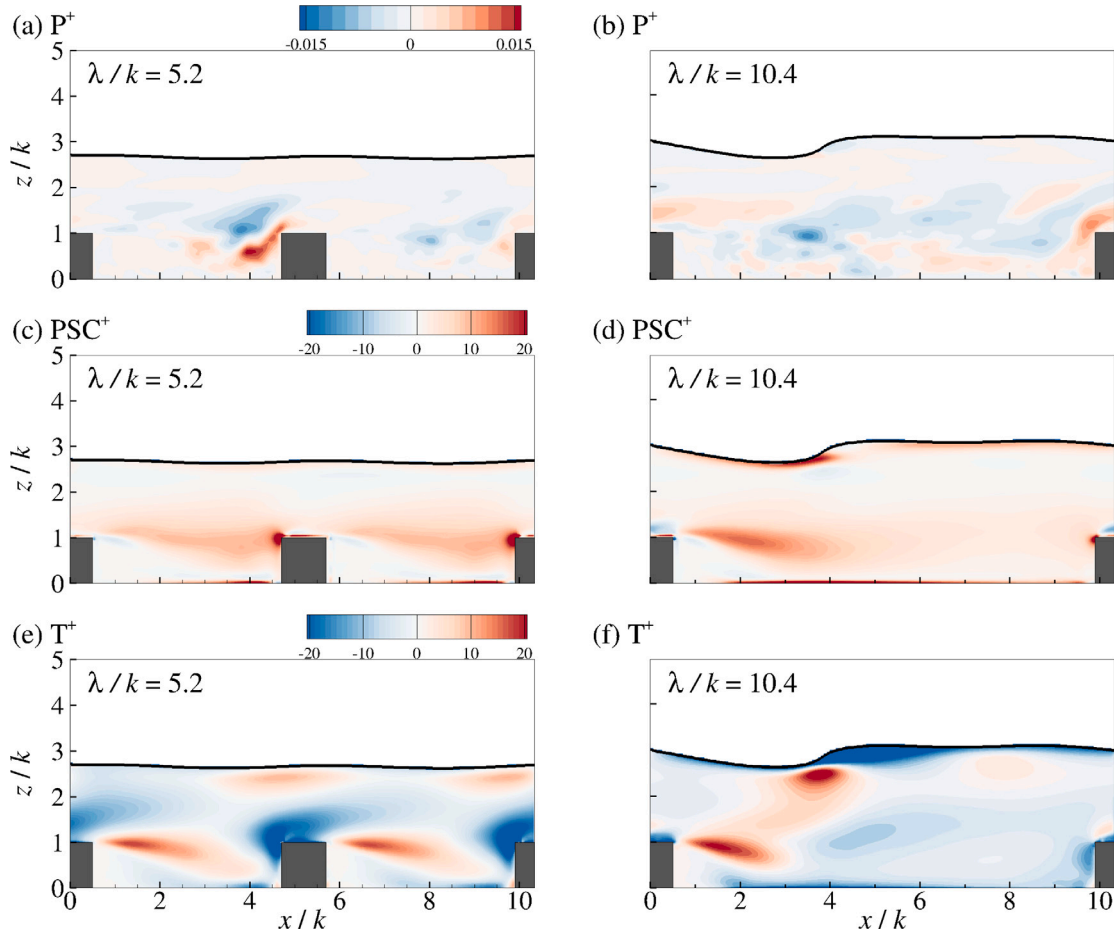 (a) P+
-0.015 0 0.015
(b) P+
λ / k = 5.2
λ / k = 10.4
5
4
3
2
1
0
z / k
(c) PSC+
-20 -10 0 10 20
(d) PSC+
λ / k = 5.2
λ / k = 10.4
5
4
3
2
1
0
z / k
(e) T+
-20 -10 0 10 20
(f) T+
λ / k = 5.2
λ / k = 10.4
5
4
3
2
1
0
z / k
0 2 4 6 8 10
0 2 4 6 8 10
x / k
x / k